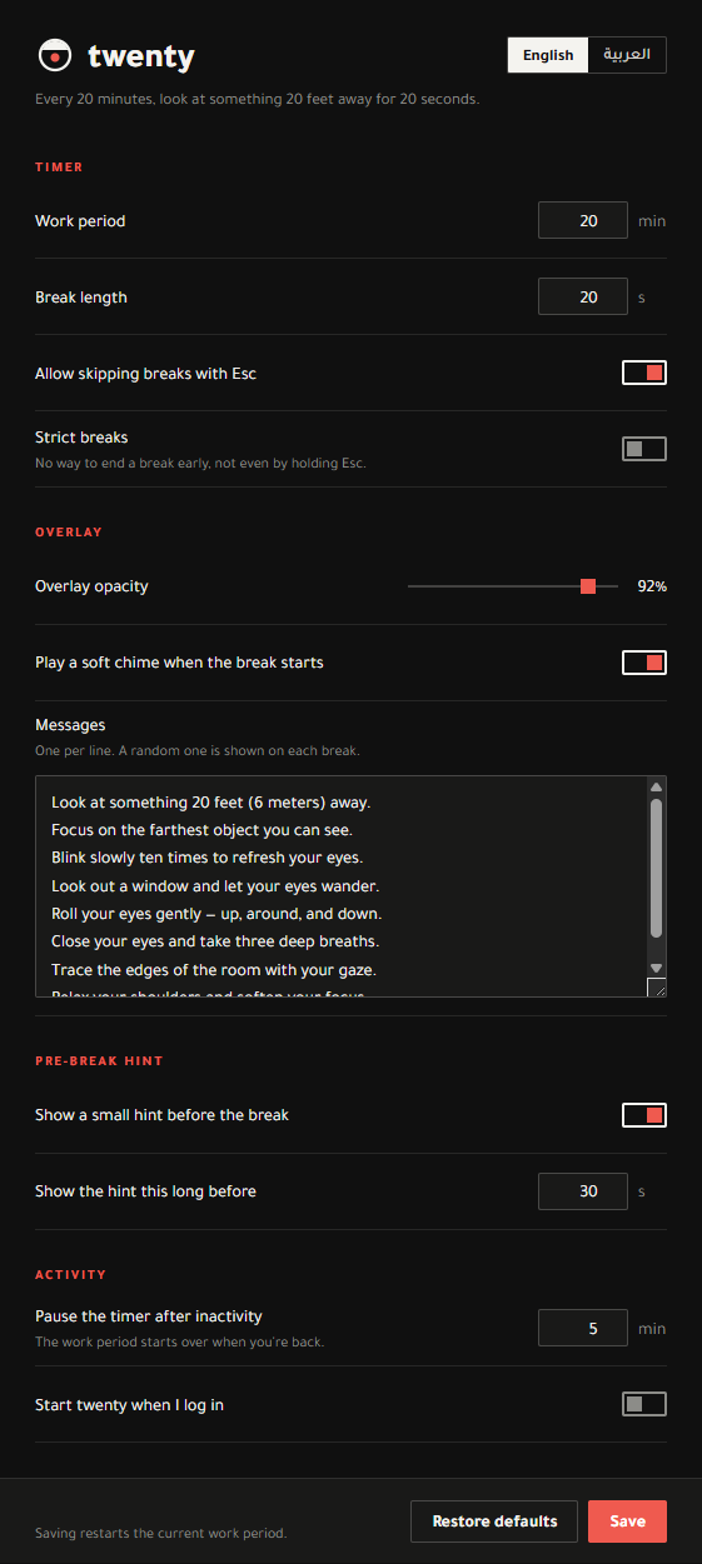 twenty
English
العربية
Every 20 minutes, look at something 20 feet away for 20 seconds.
TIMER
Work period
20 min
Break length
20 s
Allow skipping breaks with Esc
Strict breaks
No way to end a break early, not even by holding Esc.
OVERLAY
Overlay opacity
92%
Play a soft chime when the break starts
Messages
One per line. A random one is shown on each break.
Look at something 20 feet (6 meters) away.
Focus on the farthest object you can see.
Blink slowly ten times to refresh your eyes.
Look out a window and let your eyes wander.
Roll your eyes gently – up, around, and down.
Close your eyes and take three deep breaths.
Trace the edges of the room with your gaze.
Relax your shoulders and soften your focus.
PRE-BREAK HINT
Show a small hint before the break
Show the hint this long before
30 s
ACTIVITY
Pause the timer after inactivity
The work period starts over when you're back.
5 min
Start twenty when I log in
Saving restarts the current work period.
Restore defaults
Save